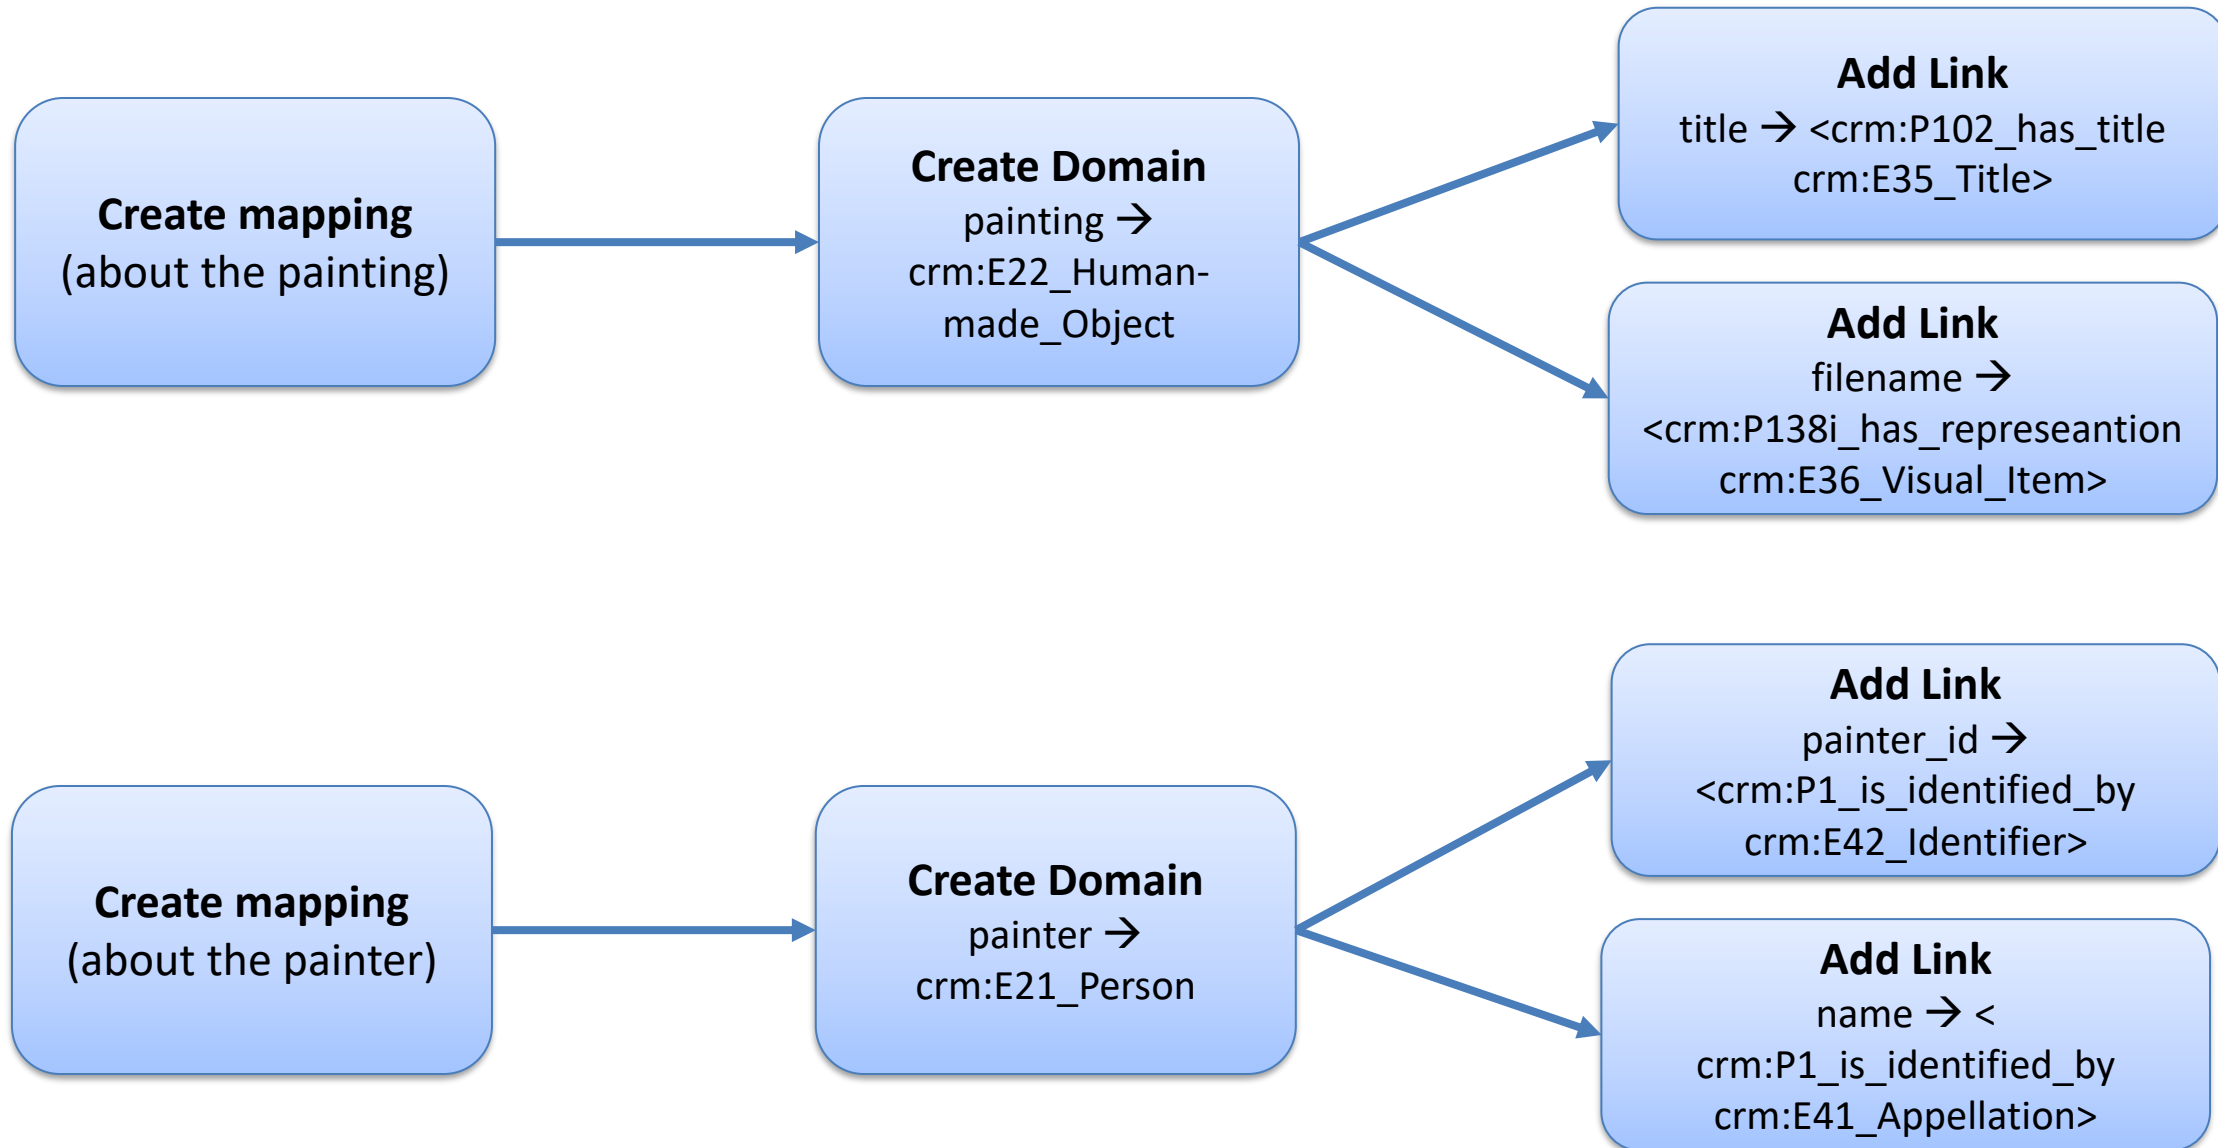 Create mapping
(about the painting)
Create Domain
painting →
crm:E22_Human-
made_Object
Add Link
title → <crm:P102_has_title
crm:E35_Title>
Add Link
filename →
<crm:P138i_has_represeantion
crm:E36_Visual_Item>
Create mapping
(about the painter)
Create Domain
painter →
crm:E21_Person
Add Link
painter_id →
<crm:P1_is_identified_by
crm:E42_Identifier>
Add Link
name → <
crm:P1_is_identified_by
crm:E41_Appellation>